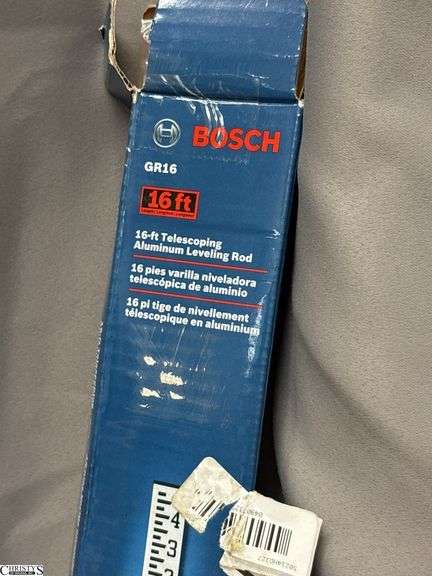 BOSCH
GR16
16 ft
16-ft Telescoping
Aluminum Leveling Rod
16 pies varilla niveladora
telescópica de aluminio
16 pi tige de nivellement
télescopique en aluminium
4
3
2
CHRISTY'S